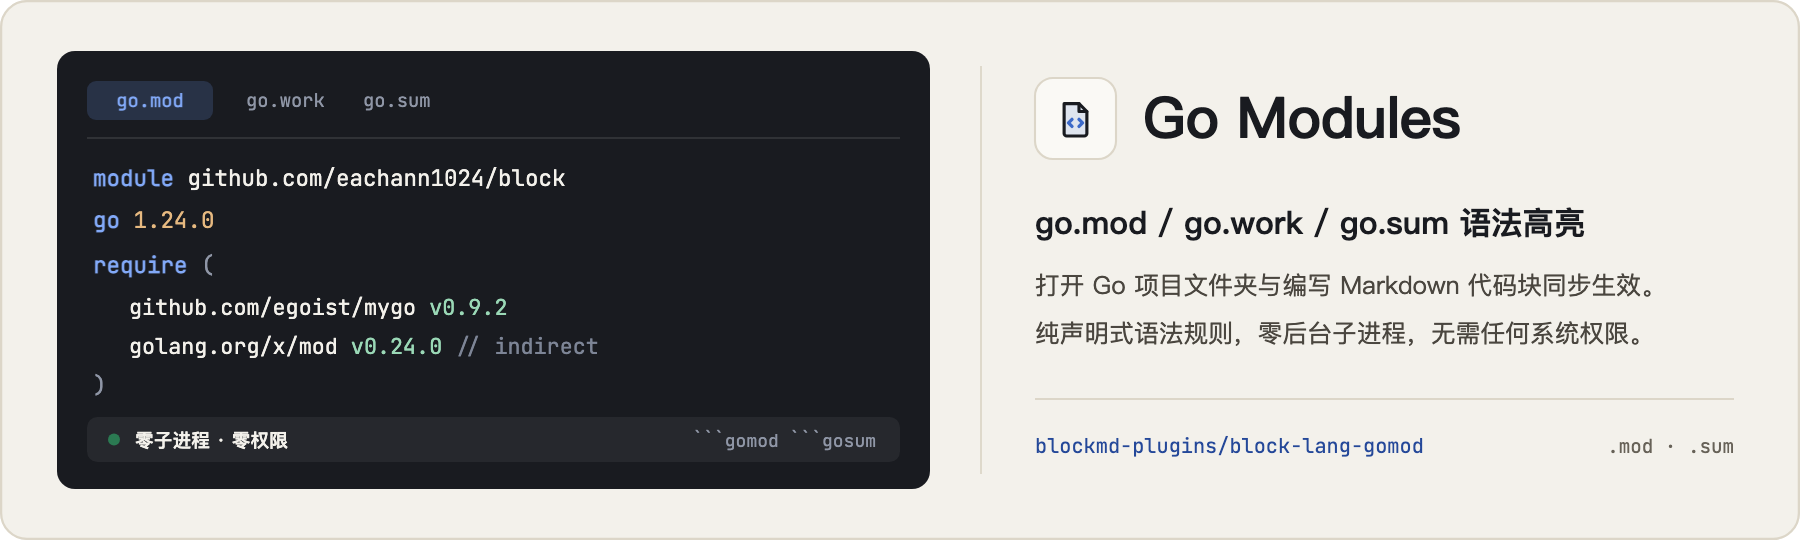 go.mod go.work go.sum
module github.com/eachann1024/block
go 1.24.0
require (
github.com/egoist/mygo v0.9.2
golang.org/x/mod v0.24.0 // indirect
)
零子进程 · 零权限
```gomod ```gosum
Go Modules
go.mod / go.work / go.sum 语法高亮
打开 Go 项目文件夹与编写 Markdown 代码块同步生效。
纯声明式语法规则，零后台子进程，无需任何系统权限。
blockmd-plugins/block-lang-gomod
.mod · .sum